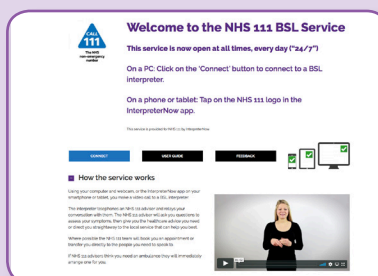 CALL
111
The NHS
non-emergency
number
Welcome to the NHS 111 BSL Service
This service is now open at all times, every day ("24/7")
On a PC: Click on the 'Connect' button to connect to a BSL
interpreter.
On a phone or tablet: Tap on the NHS 111 logo in the
InterpreterNow app.
This service is provided to NHS 111 by InterpreterNow.
CONNECT
USER GUIDE
FEEDBACK
How the service works
Using your computer and webcam, or the InterpreterNow app on your
smartphone or tablet, you make a video call to a BSL interpreter.
The interpreter telephones an NHS 111 adviser and relays your
conversation with them. The NHS 111 advisor will ask you questions to
assess your symptoms, then give you the healthcare advice you need
or direct you straightaway to the local service that can help you best.
Where possible the NHS 111 team will book you an appointment or
transfer you directly to the people you need to speak to.
If NHS 111 advisors think you need an ambulance they will immediately
arrange one for you.